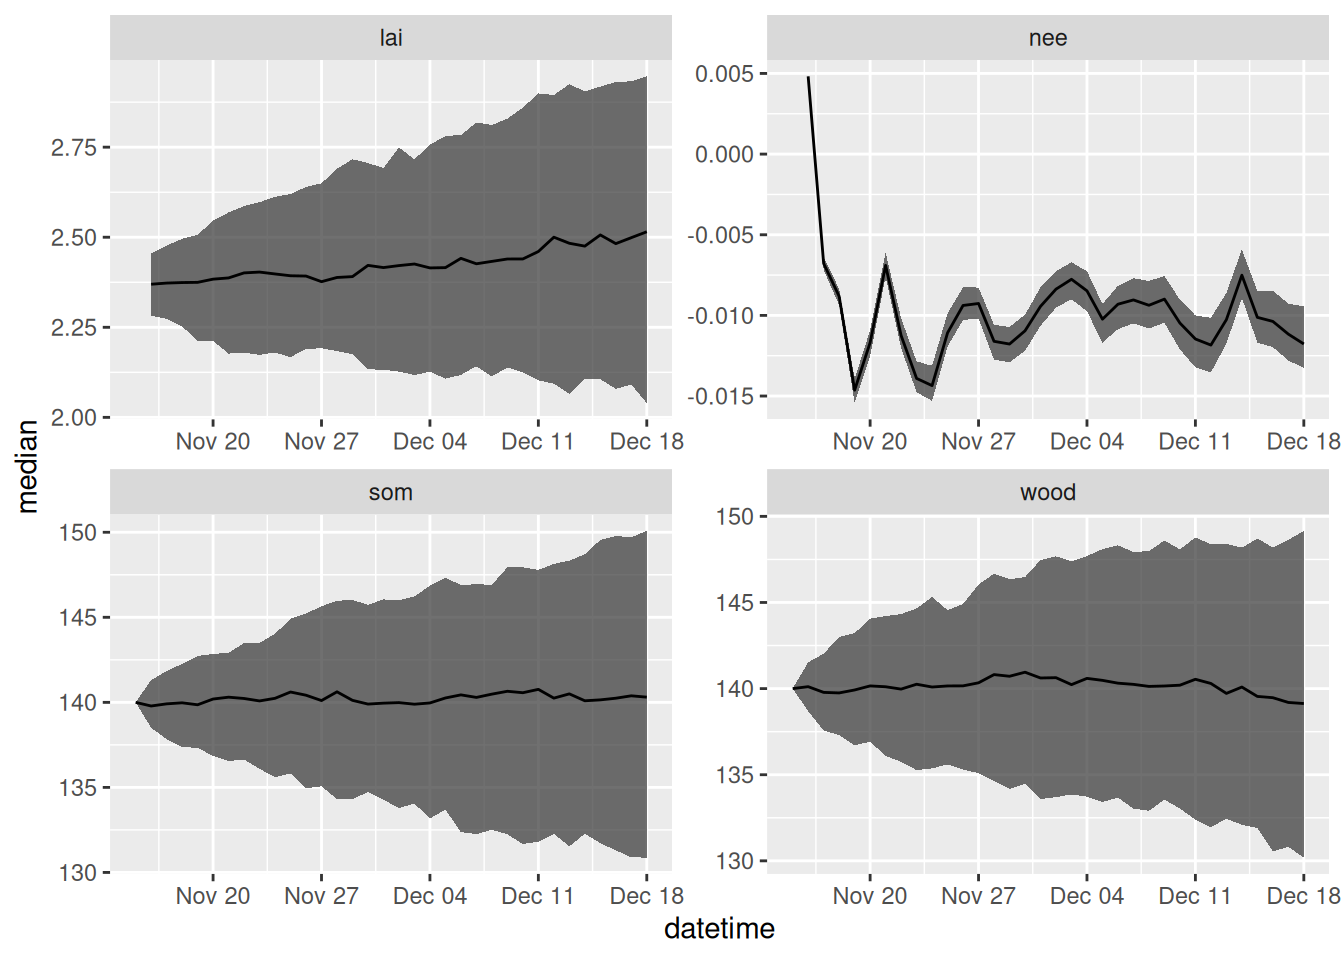 lai
2.75
2.50
2.25
2.00
Nov 20 Nov 27 Dec 04 Dec 11 Dec 18
nee
0.005
0.000
-0.005
-0.010
-0.015
Nov 20 Nov 27 Dec 04 Dec 11 Dec 18
median
som
150
145
140
135
130
Nov 20 Nov 27 Dec 04 Dec 11 Dec 18
wood
150
145
140
135
130
Nov 20 Nov 27 Dec 04 Dec 11 Dec 18
datetime